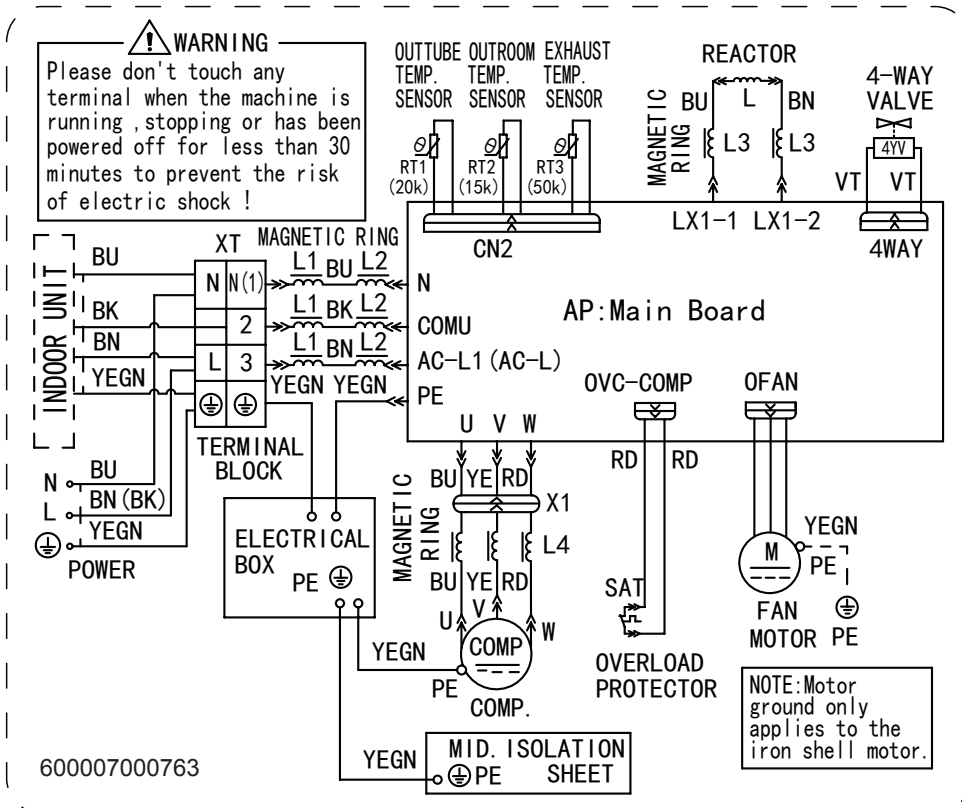 WARNING
Please don't touch any
terminal when the machine is
running ,stopping or has been
powered off for less than 30
minutes to prevent the risk
of electric shock !
OUTTUBE OUTROOM EXHAUST
TEMP. TEMP. TEMP.
SENSOR SENSOR SENSOR
θ θ θ
RT1 RT2 RT3
(20k) (15k) (50k)
CN2
REACTOR
BU L BN
MAGNETIC
RING
L3 L3
LX1-1 LX1-2
4-WAY
VALVE
4YV
VT VT
4WAY
INDOOR UNIT
BU
BK
BN
YEGN
XT
N N(1)
2
L 3
TERMINAL
BLOCK
MAGNETIC RING
L1 BU L2
L1 BK L2
L1 BN L2
YEGN YEGN
N
COMU
AC-L1(AC-L)
PE
AP:Main Board
OVC-COMP OFAN
U V W
N BU
L BN(BK)
YEGN
POWER
ELECTRICAL
BOX
PE
MAGNETIC
RING
BU YE RD
X1
L4
BU YE RD
U V W
COMP
PE
COMP.
YEGN
RD RD
SAT
OVERLOAD
PROTECTOR
M
YEGN
PE
FAN
MOTOR PE
NOTE:Motor
ground only
applies to the
iron shell motor.
YEGN
MID. ISOLATION
PE SHEET
600007000763